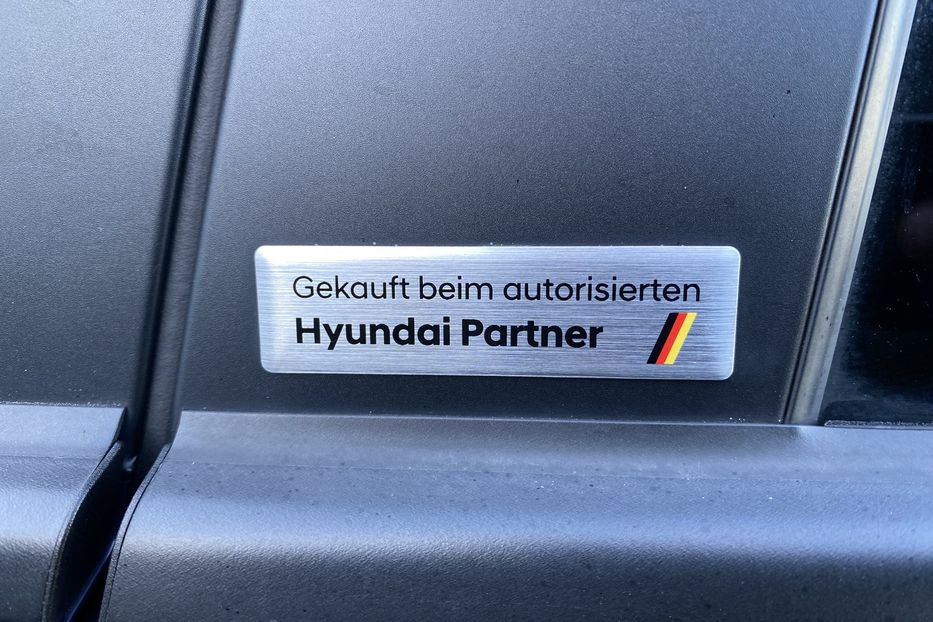 Gekauft beim autorisierten
Hyundai Partner